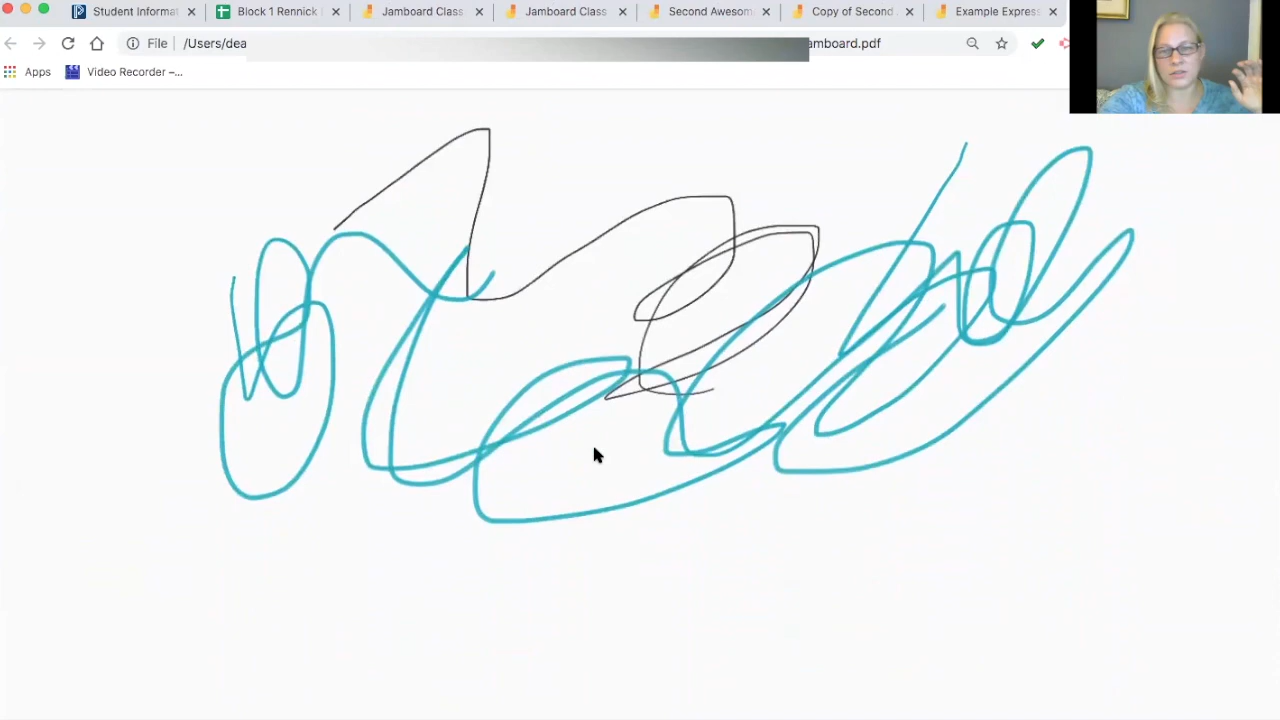 Student Informat Block 1 Rennick Jamboard Class Jamboard Class Second Awesom Copy of Second Example Express
File /Users/dea amboard.pdf
Apps Video Recorder –...